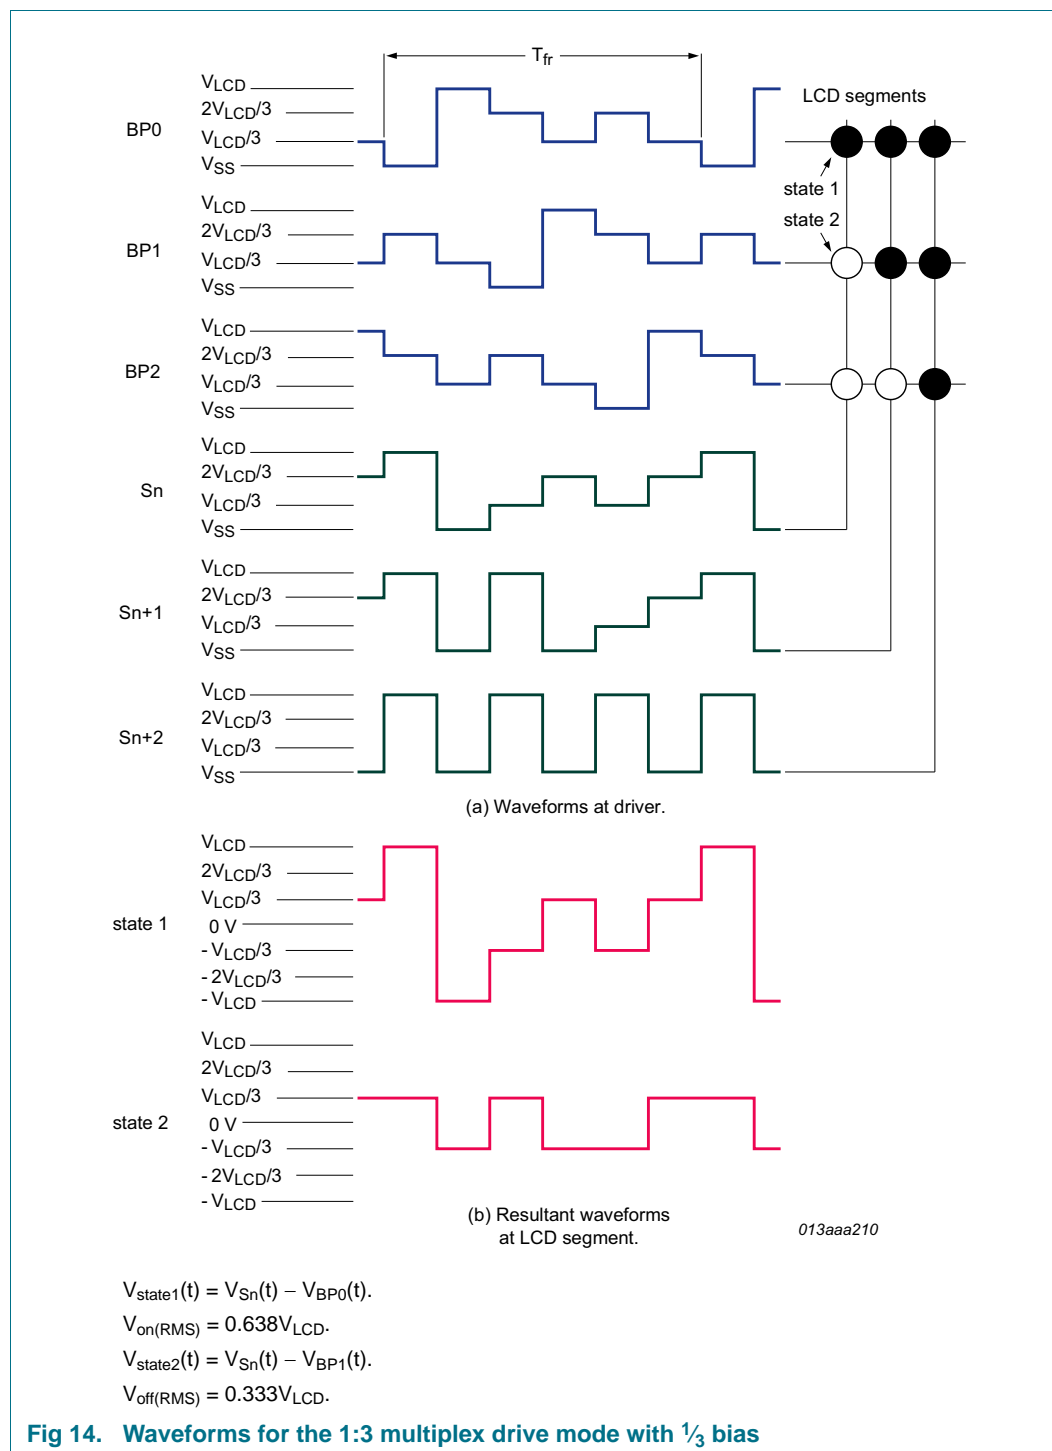 Tfr
LCD segments
BP0
VLCD
2VLCD/3
VLCD/3
VSS
state 1
state 2
BP1
VLCD
2VLCD/3
VLCD/3
VSS
BP2
VLCD
2VLCD/3
VLCD/3
VSS
Sn
VLCD
2VLCD/3
VLCD/3
VSS
Sn+1
VLCD
2VLCD/3
VLCD/3
VSS
Sn+2
VLCD
2VLCD/3
VLCD/3
VSS
(a) Waveforms at driver.
state 1
VLCD
2VLCD/3
VLCD/3
0 V
- VLCD/3
- 2VLCD/3
- VLCD
state 2
VLCD
2VLCD/3
VLCD/3
0 V
- VLCD/3
- 2VLCD/3
- VLCD
(b) Resultant waveforms
at LCD segment.
013aaa210
Vstate1(t) = VSn(t) − VBP0(t).
Von(RMS) = 0.638VLCD.
Vstate2(t) = VSn(t) − VBP1(t).
Voff(RMS) = 0.333VLCD.
Fig 14. Waveforms for the 1:3 multiplex drive mode with 1⁄3 bias